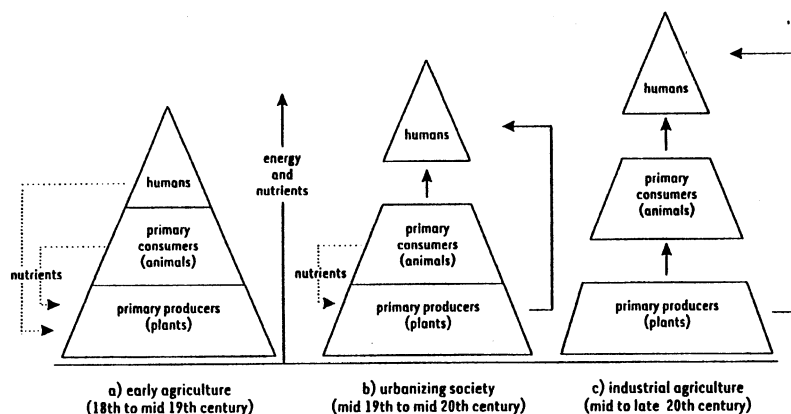 humans
primary
consumers
(animals)
nutrients
primary producers
(plants)
energy
and
nutrients
humans
primary
consumers
(animals)
nutrients
primary producers
(plants)
humans
primary
consumers
(animals)
primary producers
(plants)
a) early agriculture
(18th to mid 19th century)
b) urbanizing society
(mid 19th to mid 20th century)
c) industrial agriculture
(mid to late 20th century)